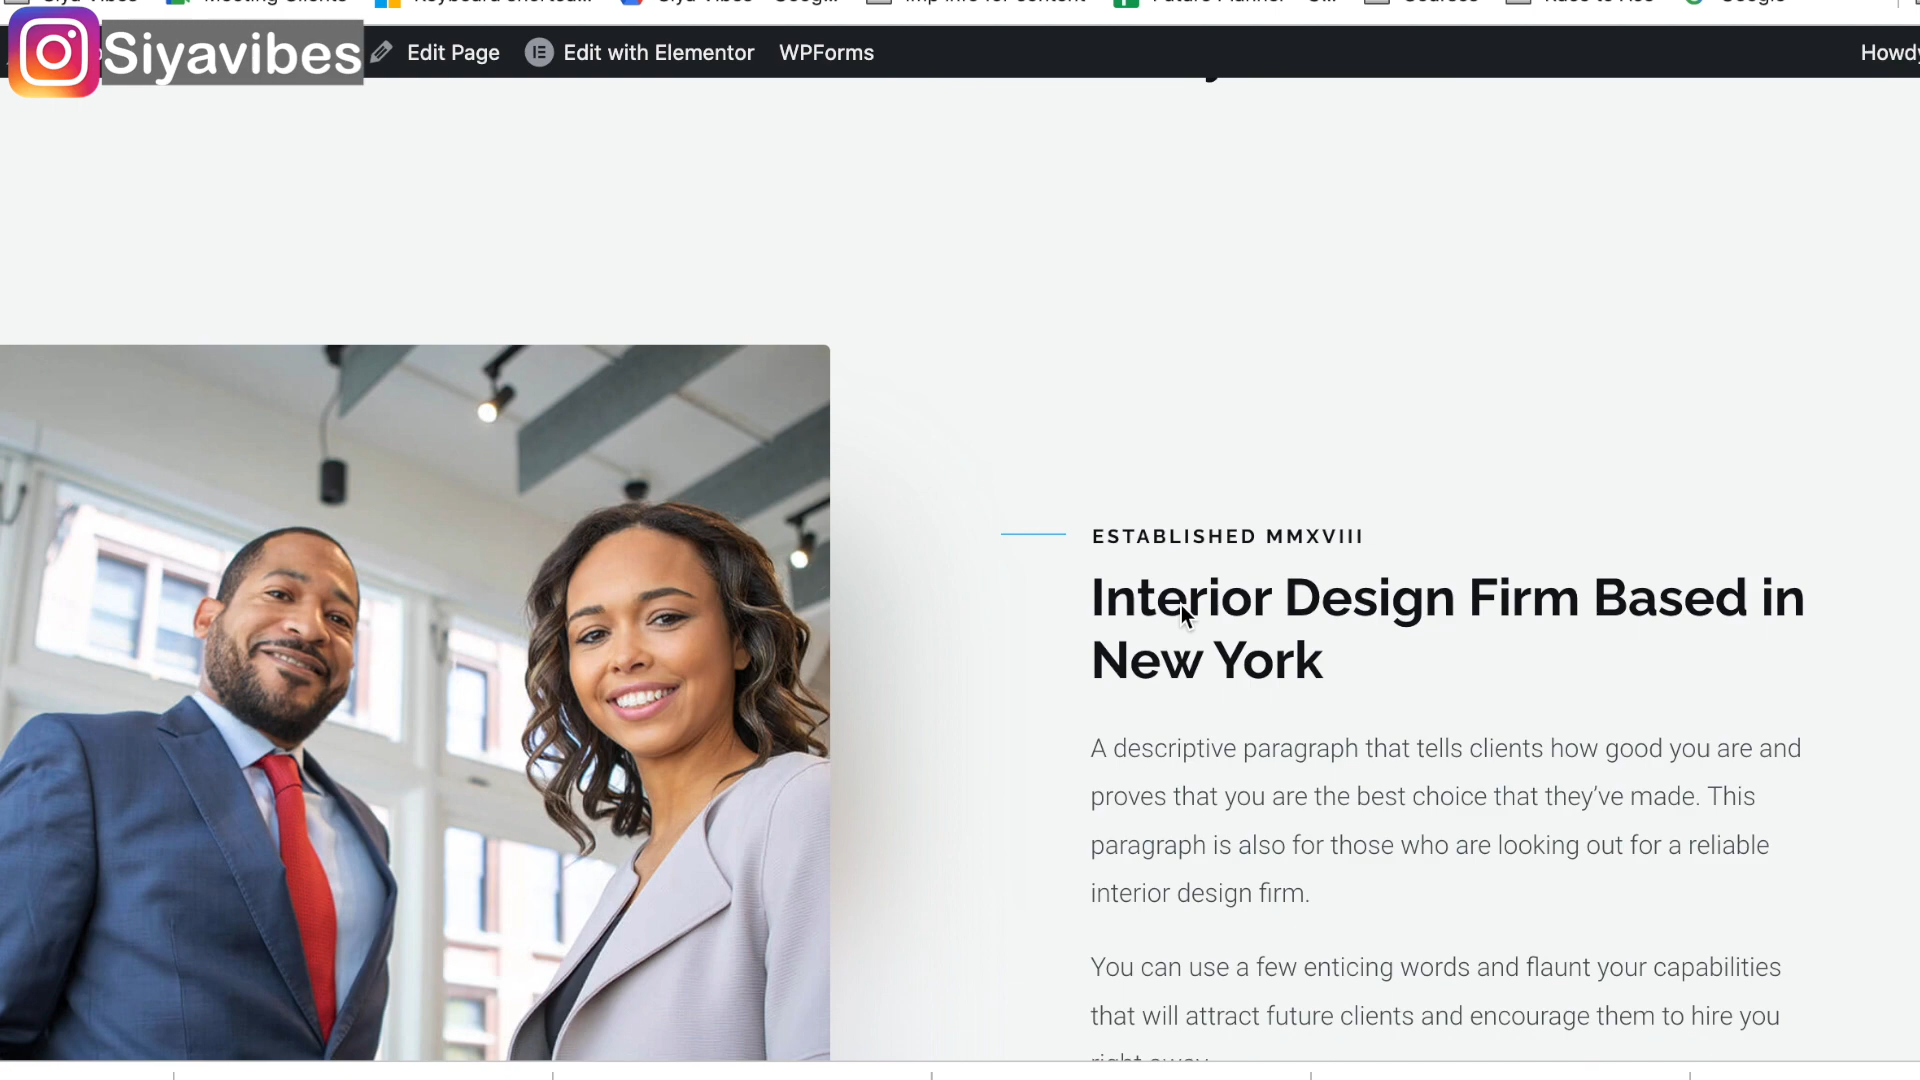 Siyavibes
Edit Page
Edit with Elementor
WPForms
ESTABLISHED MMXVIII
Interior Design Firm Based in
New York
A descriptive paragraph that tells clients how good you are and
proves that you are the best choice that they’ve made. This
paragraph is also for those who are looking out for a reliable
interior design firm.
You can use a few enticing words and flaunt your capabilities
that will attract future clients and encourage them to hire you